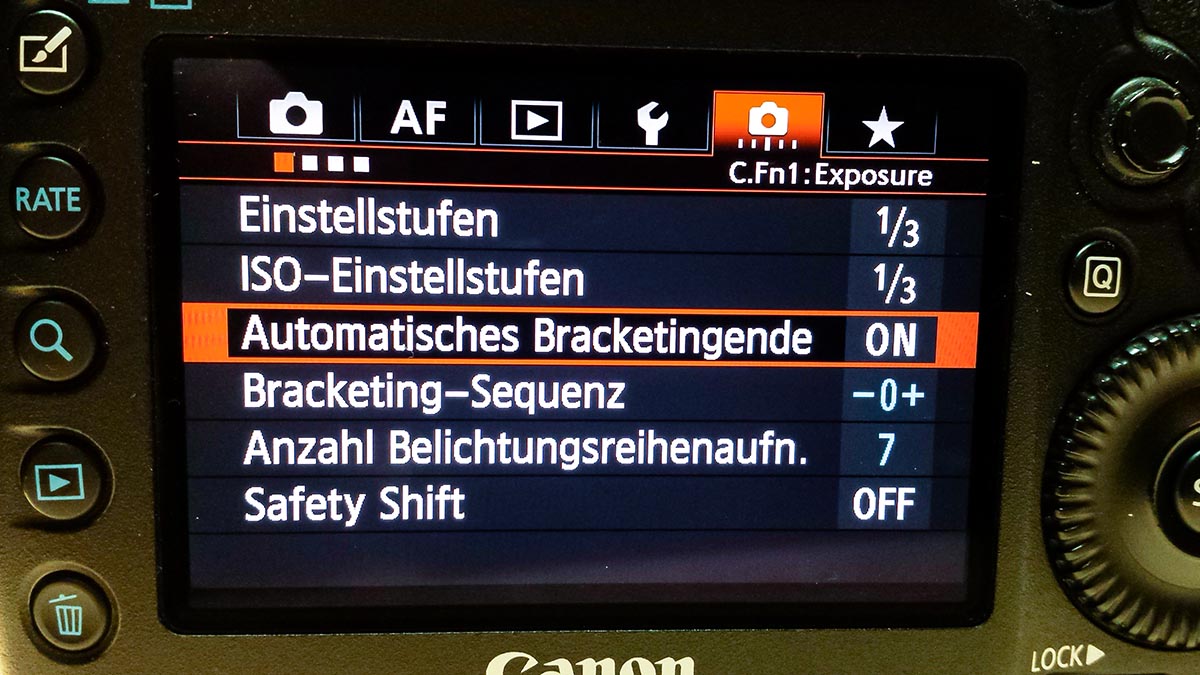 AF
C.Fn1:Exposure
RATE
Einstellstufen 1/3
ISO-Einstellstufen 1/3
Q
Automatisches Bracketingende ON
Bracketing-Sequenz -0+
Anzahl Belichtungsreihenaufn. 7
Safety Shift OFF
S
Canon
LOCK